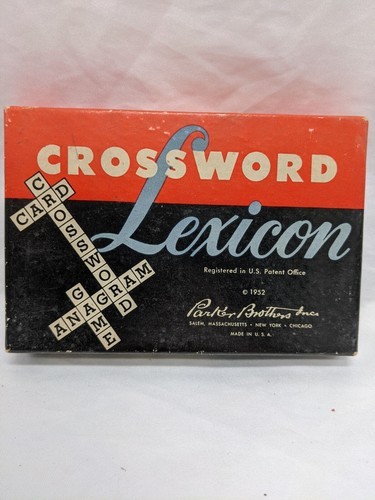 CROSSWORD
Lexicon
CARD
CROSSWORD
ANAGRAM
GAME
Registered in U.S. Patent Office
© 1952
Parker Brothers Inc
SALEM, MASSACHUSETTS • NEW YORK • CHICAGO
MADE IN U.S.A.